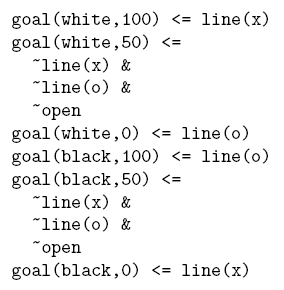 goal(white,100) <= line(x)
goal(white,50) <=
~line(x) &
~line(o) &
~open
goal(white,0) <= line(o)
goal(black,100) <= line(o)
goal(black,50) <=
~line(x) &
~line(o) &
~open
goal(black,0) <= line(x)